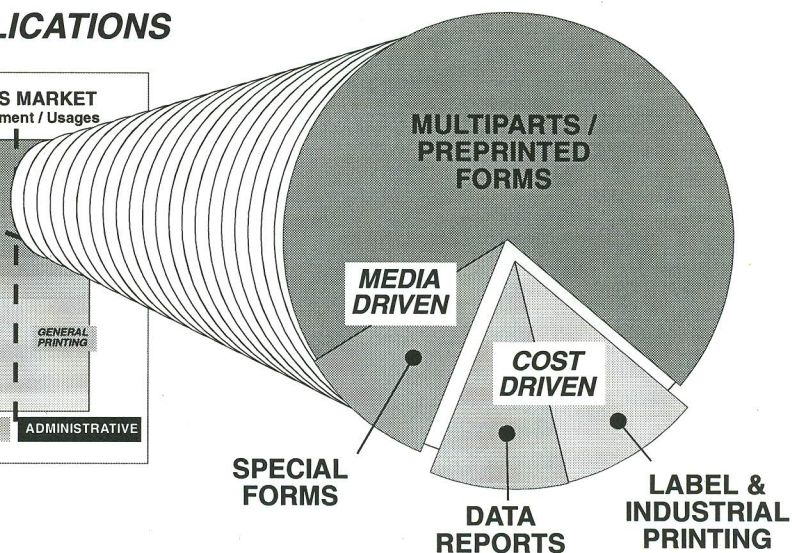 LICATIONS
S MARKET
ment / Usages
GENERAL
PRINTING
ADMINISTRATIVE
MULTIPARTS /
PREPRINTED
FORMS
MEDIA
DRIVEN
COST
DRIVEN
SPECIAL
FORMS
DATA
REPORTS
LABEL &
INDUSTRIAL
PRINTING